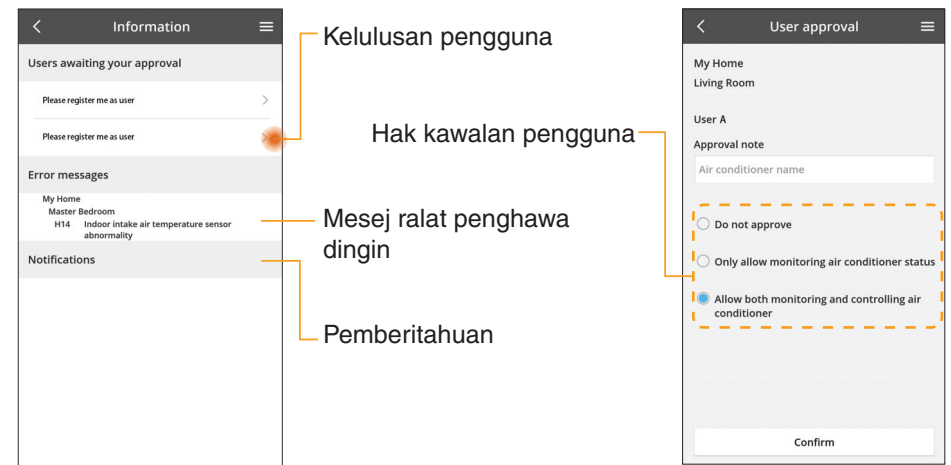 Information
Users awaiting your approval
Please register me as user
Please register me as user
Error messages
My Home
Master Bedroom
H14 Indoor intake air temperature sensor
abnormality
Notifications
Kelulusan pengguna
Hak kawalan pengguna
Mesej ralat penghawa
dingin
Pemberitahuan
User approval
My Home
Living Room
User A
Approval note
Air conditioner name
Do not approve
Only allow monitoring air conditioner status
Allow both monitoring and controlling air
conditioner
Confirm